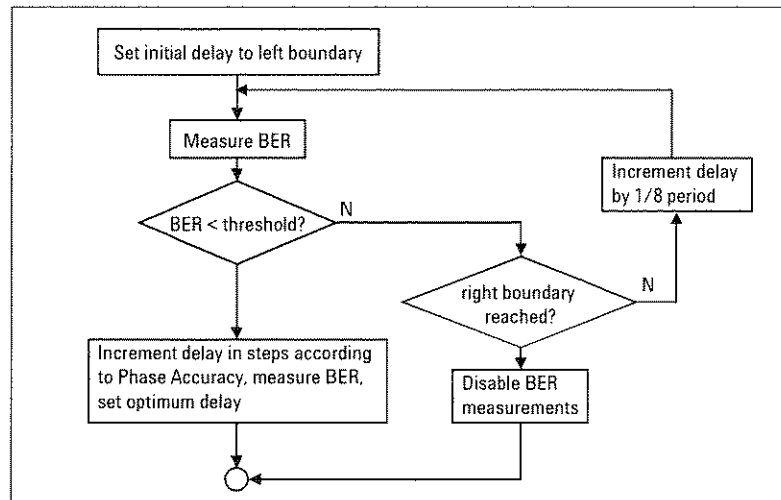 Set initial delay to left boundary
Measure BER
Increment delay
by 1/8 period
BER < threshold?
N
right boundary
reached?
N
Increment delay in steps according
to Phase Accuracy, measure BER,
set optimum delay
Disable BER
measurements